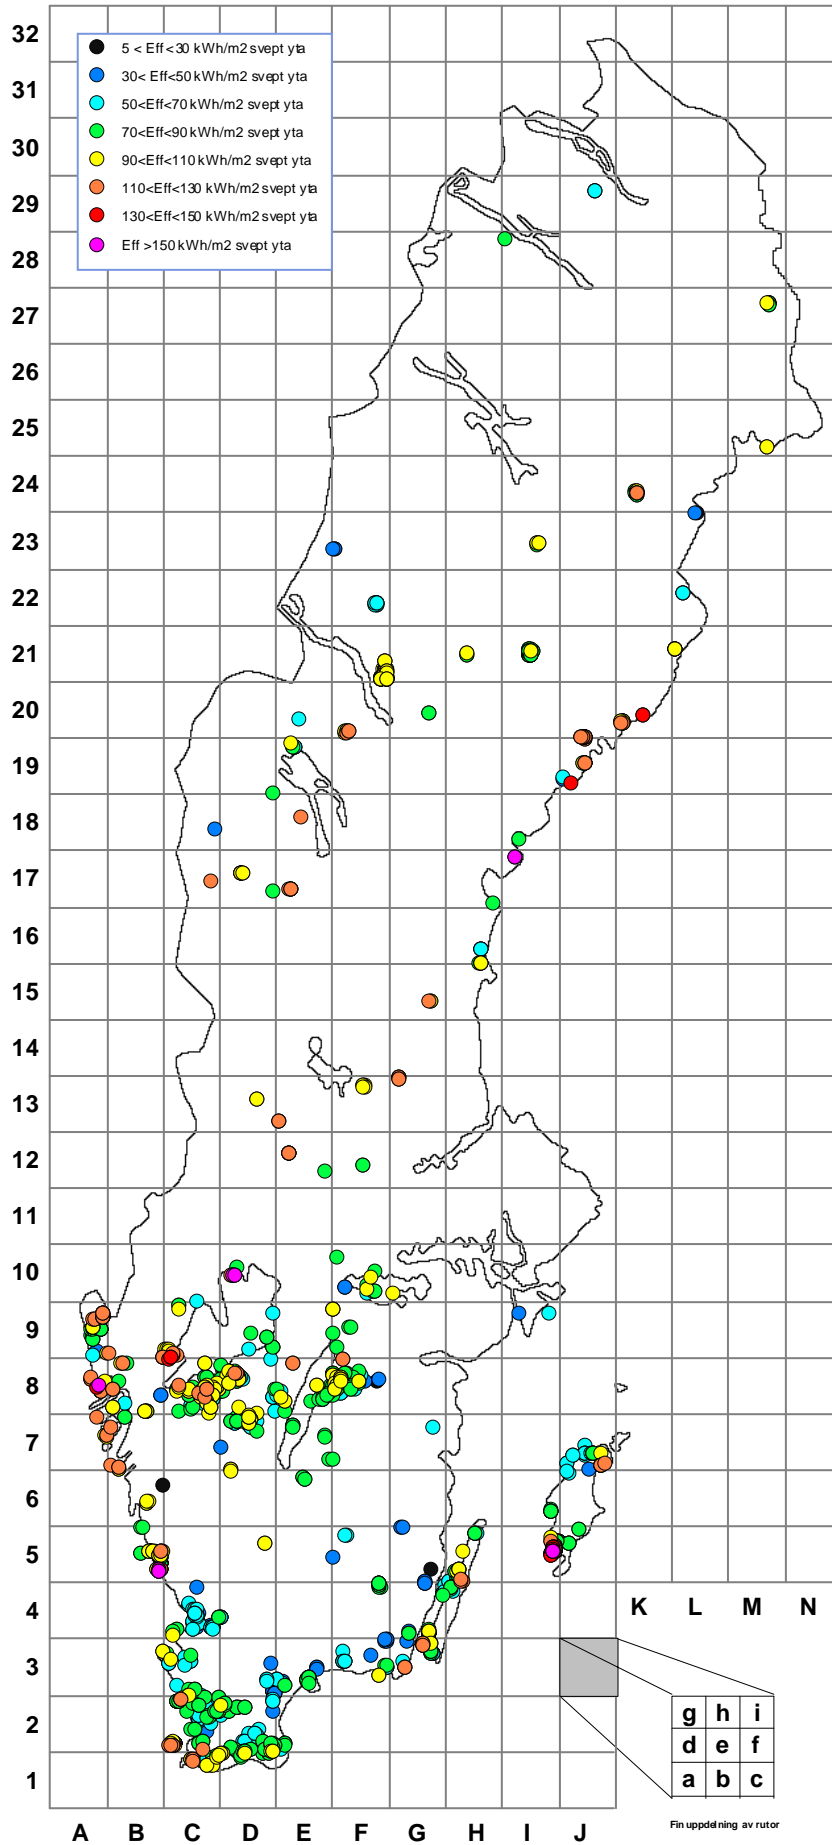 32
31
30
29
28
27
26
25
24
23
22
21
20
19
18
17
16
15
14
13
12
11
10
9
8
7
6
5
4
3
2
1
5 < Eff<30 kWh/m2 svept yta
30< Eff<50 kWh/m2 svept yta
50<Eff<70 kWh/m2 svept yta
70<Eff<90 kWh/m2 svept yta
90<Eff<110 kWh/m2 svept yta
110<Eff<130 kWh/m2 svept yta
130<Eff<150 kWh/m2 svept yta
Eff >150 kWh/m2 svept yta
K L M N
g h i
d e f
a b c
Fin uppdelning av rutor
A B C D E F G H I J